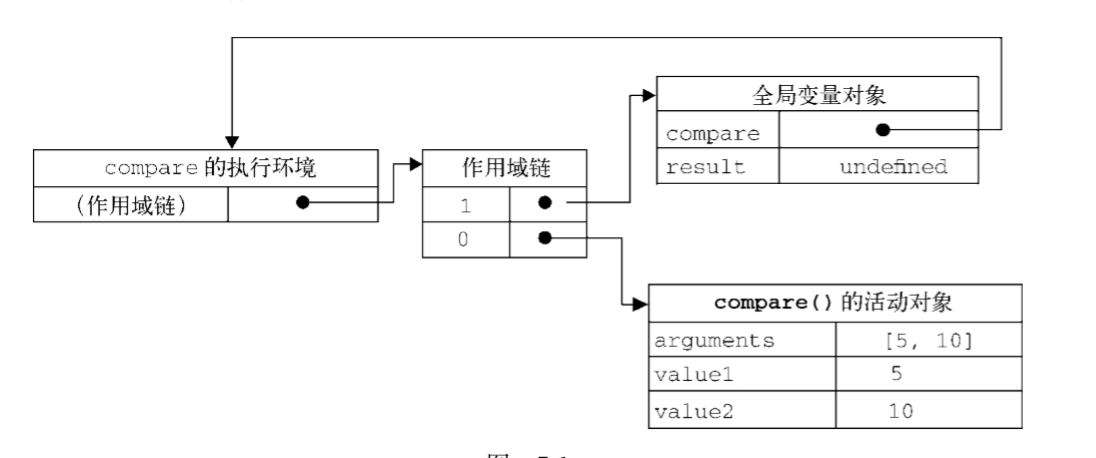 全局变量对象
compare
result undefined
compare 的执行环境
(作用域链)
作用域链
1
0
compare() 的活动对象
arguments [5, 10]
value1 5
value2 10